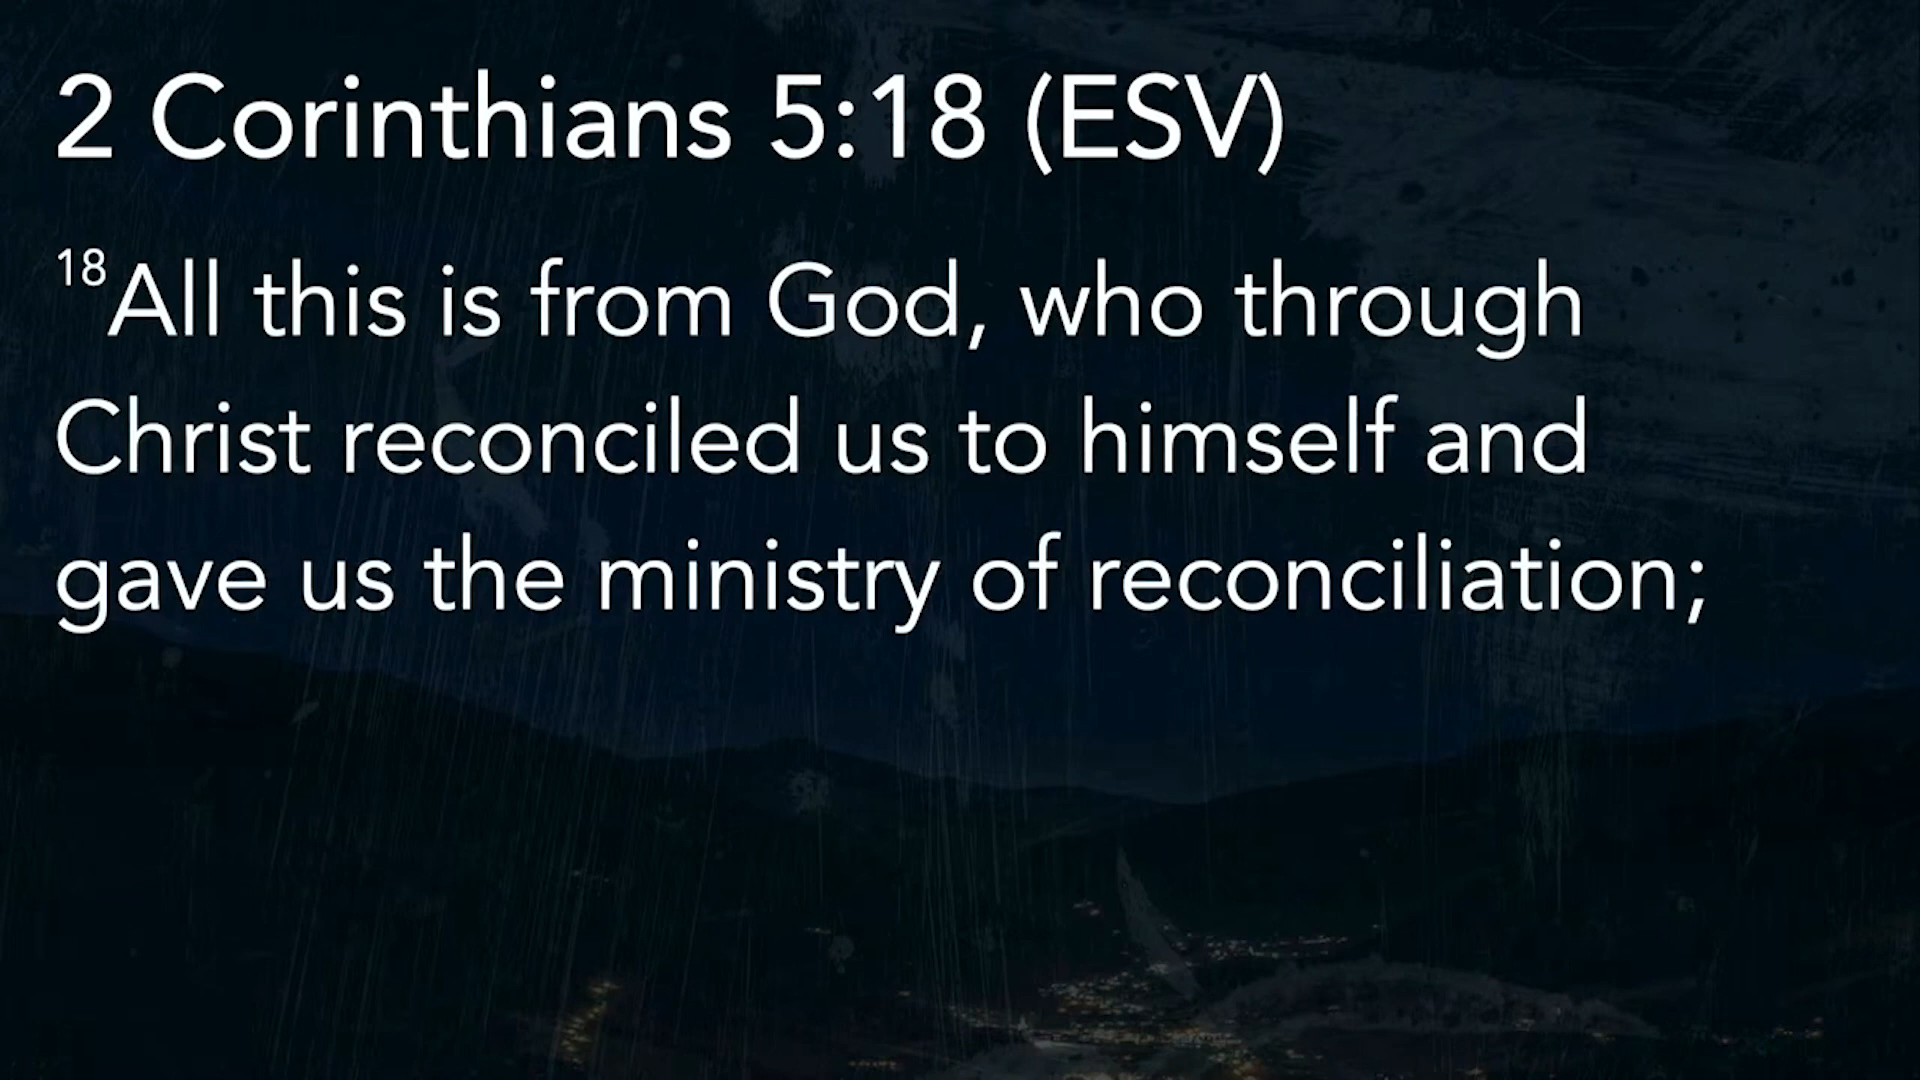 2 Corinthians 5:18 (ESV)
18All this is from God, who through
Christ reconciled us to himself and
gave us the ministry of reconciliation;